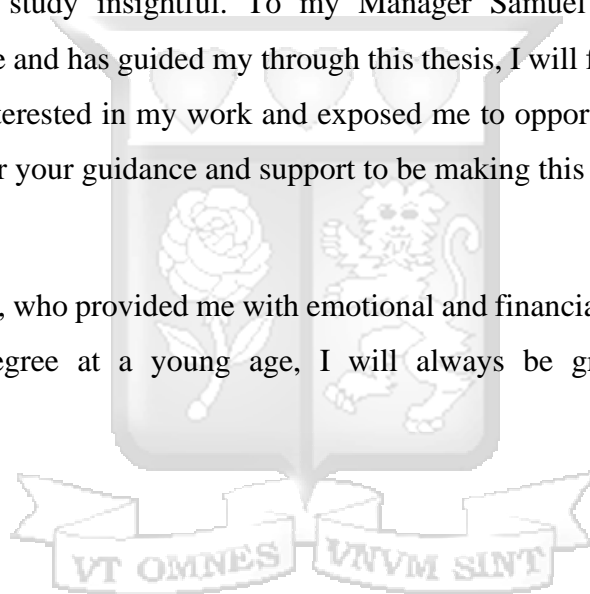 study insightful. To my Manager Samuel
and has guided my through this thesis, I will
terested in my work and exposed me to oppor
your guidance and support to be making this
, who provided me with emotional and financia
egree at a young age, I will always be
VT OMNES VNVM SINT